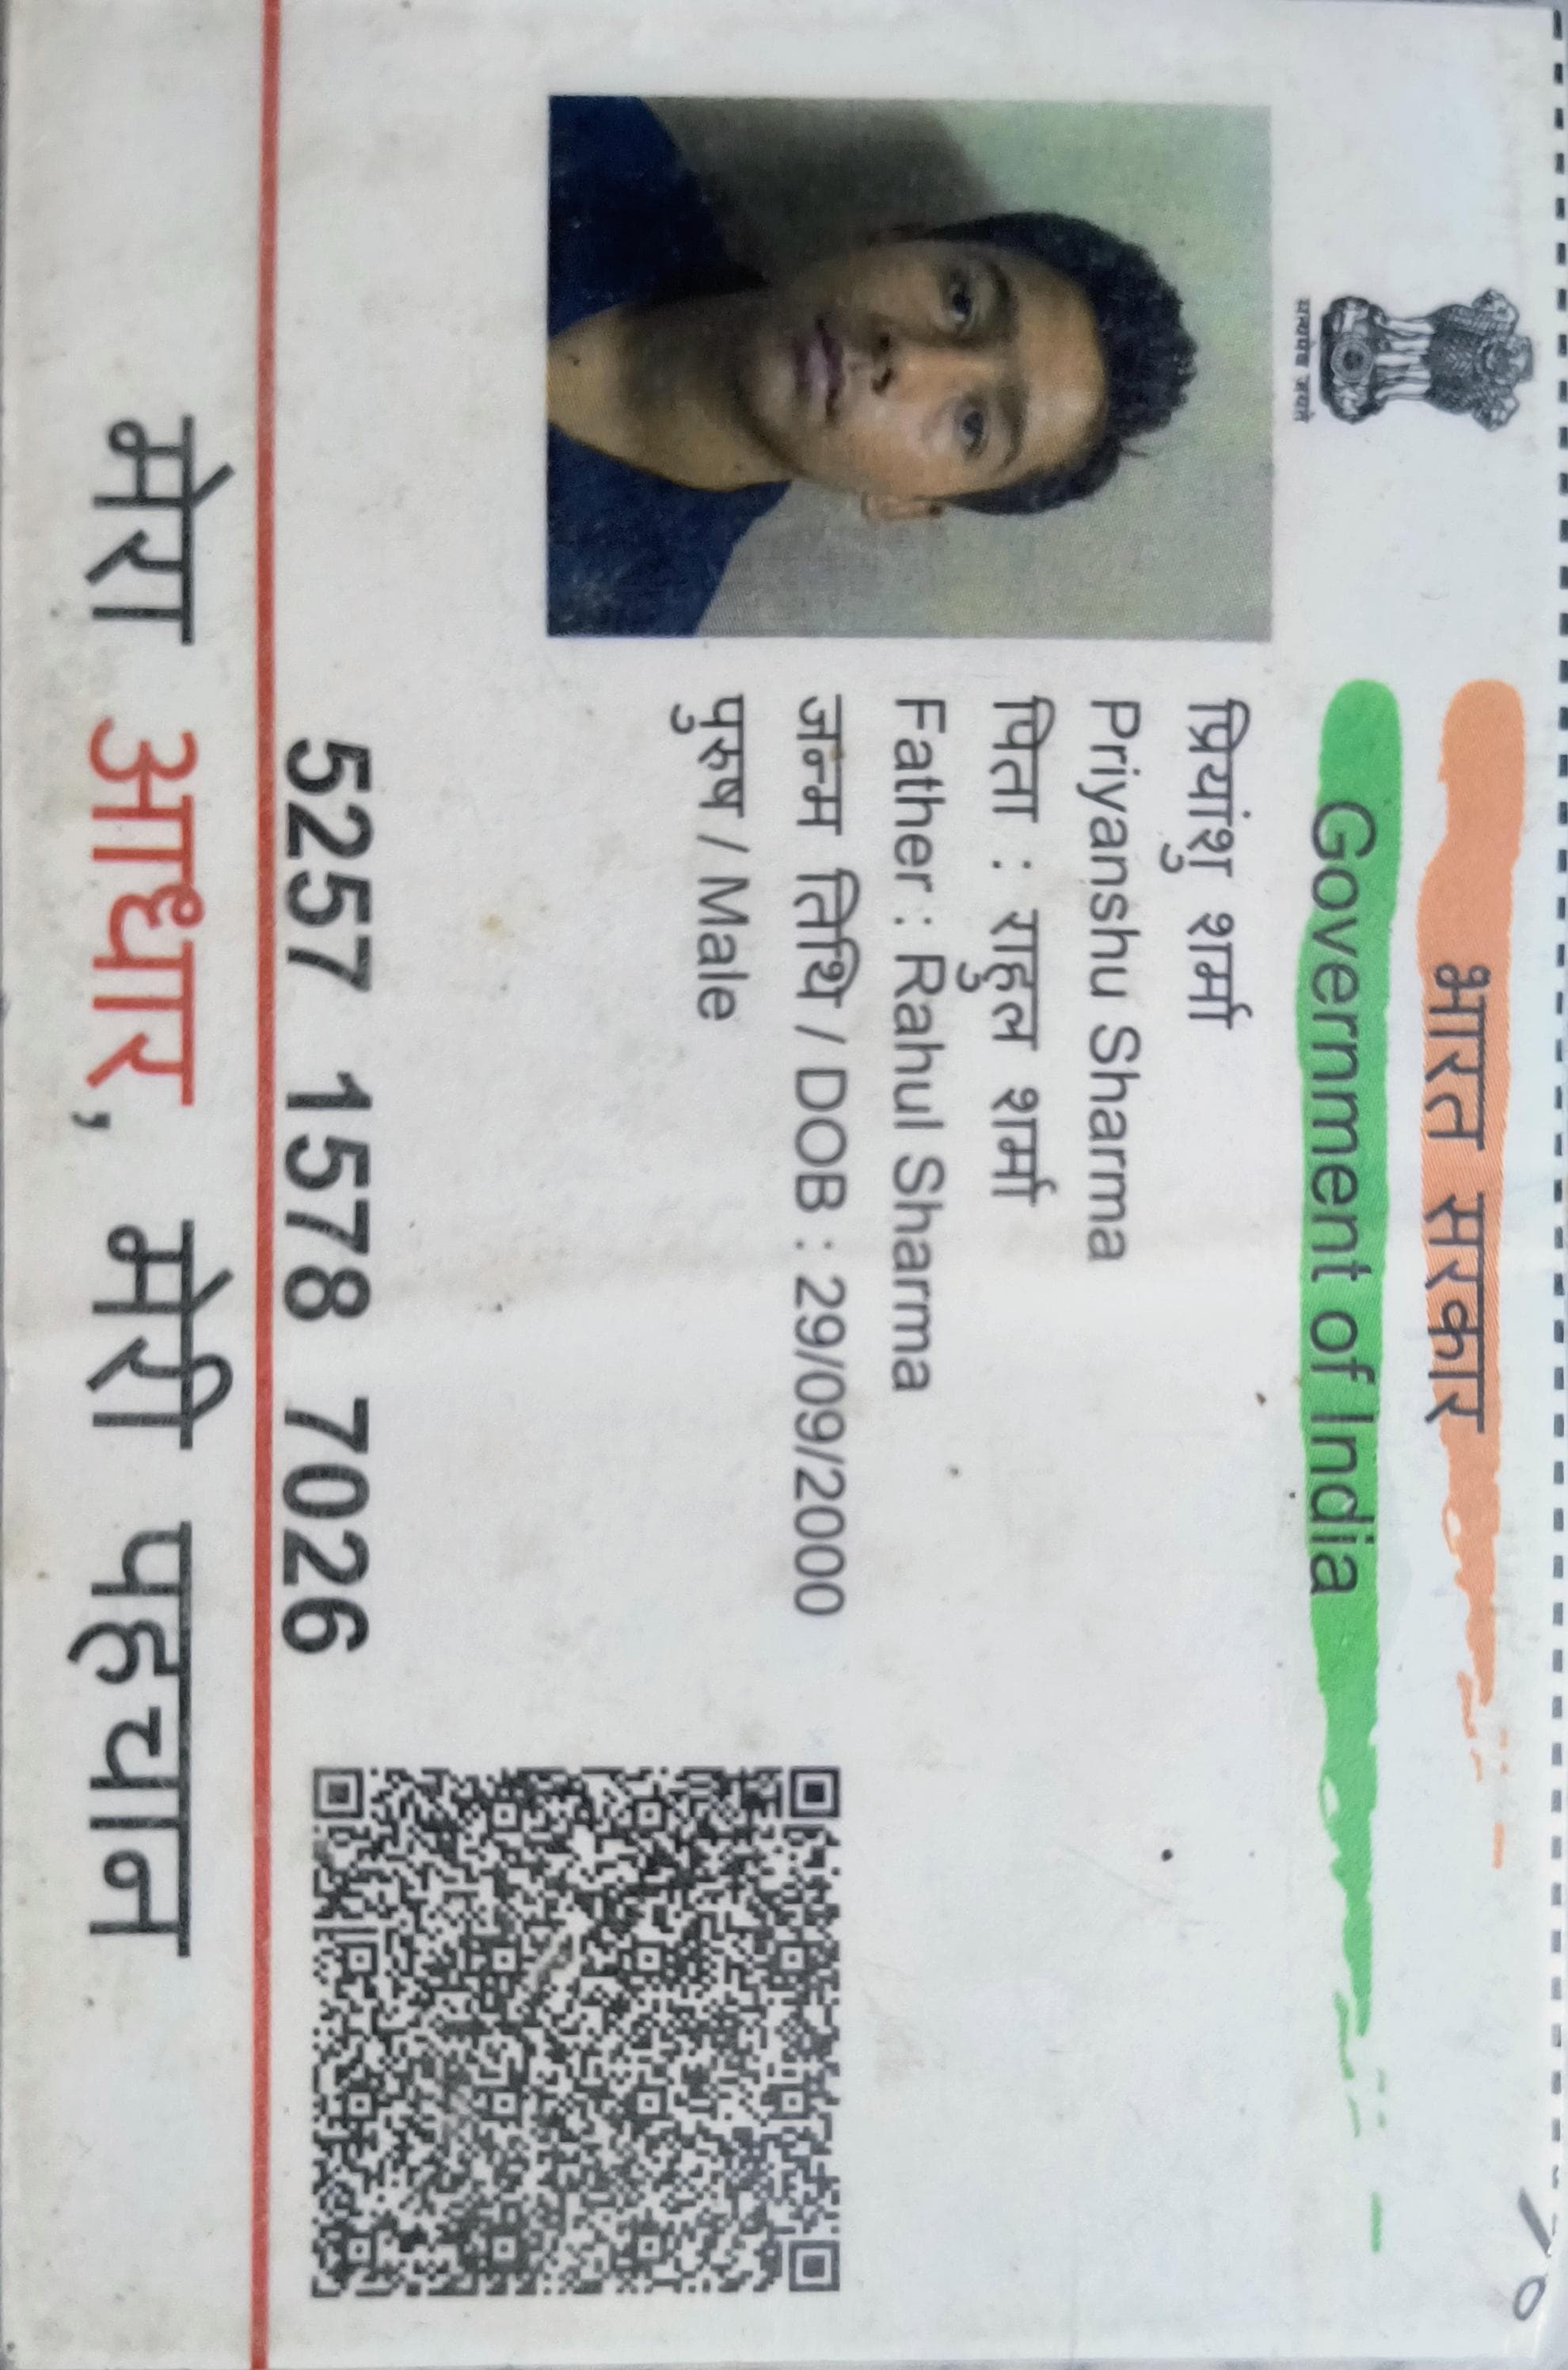 भारत सरकार
Government of India
सत्यमेव जयते
प्रियांशु शर्मा
Priyanshu Sharma
पिता : राहुल शर्मा
Father : Rahul Sharma
जन्म तिथि / DOB : 29/09/2000
पुरुष / Male
5257 1578 7026
मेरा आधार, मेरी पहचान